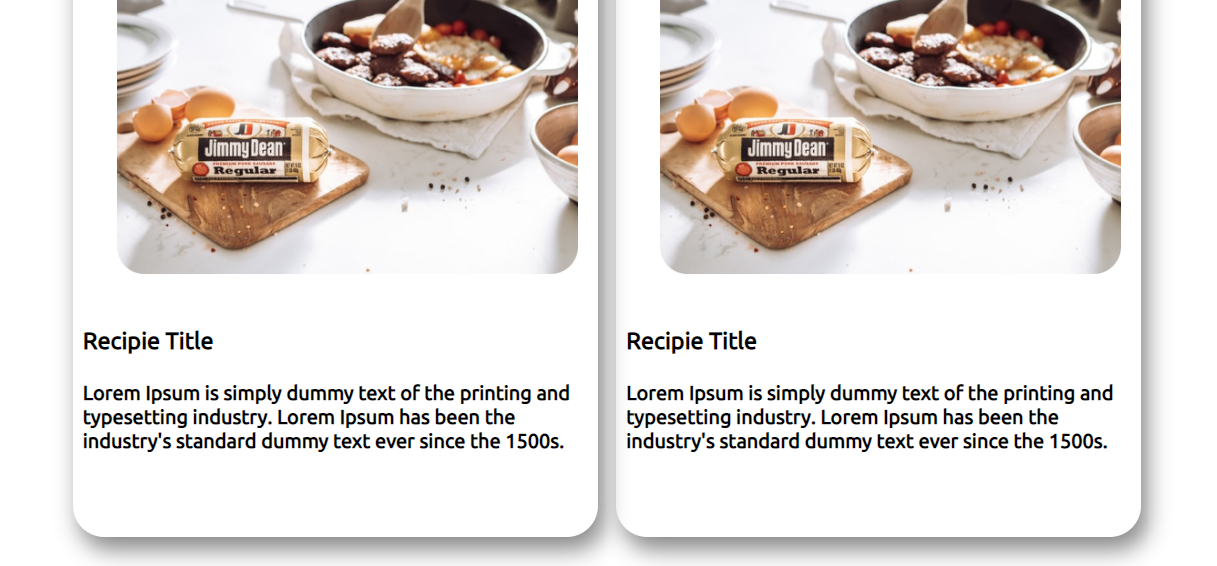 Jimmy Dean
PREMIUM PORK SAUSAGE
Regular
Jimmy Dean
PREMIUM PORK SAUSAGE
Regular
Recipie Title
Lorem Ipsum is simply dummy text of the printing and
typesetting industry. Lorem Ipsum has been the
industry's standard dummy text ever since the 1500s.
Recipie Title
Lorem Ipsum is simply dummy text of the printing and
typesetting industry. Lorem Ipsum has been the
industry's standard dummy text ever since the 1500s.